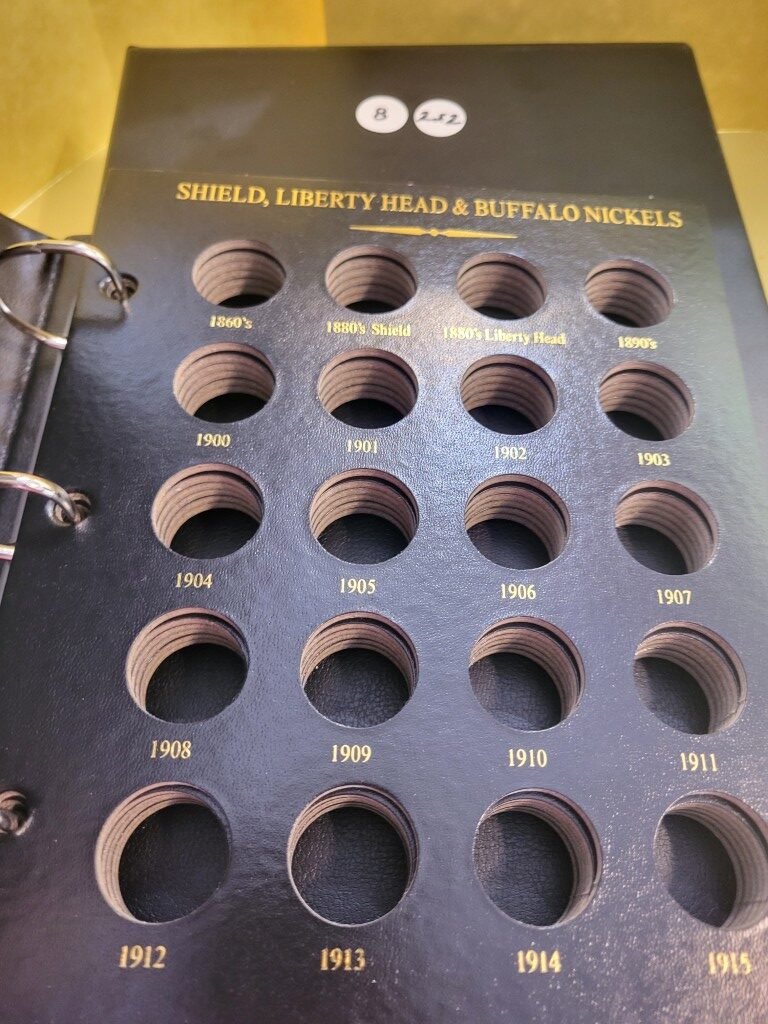 8 252
SHIELD, LIBERTY HEAD & BUFFALO NICKELS
1860's 1880's Shield 1880's Liberty Head 1890's
1900 1901 1902 1903
1904 1905 1906 1907
1908 1909 1910 1911
1912 1913 1914 1915